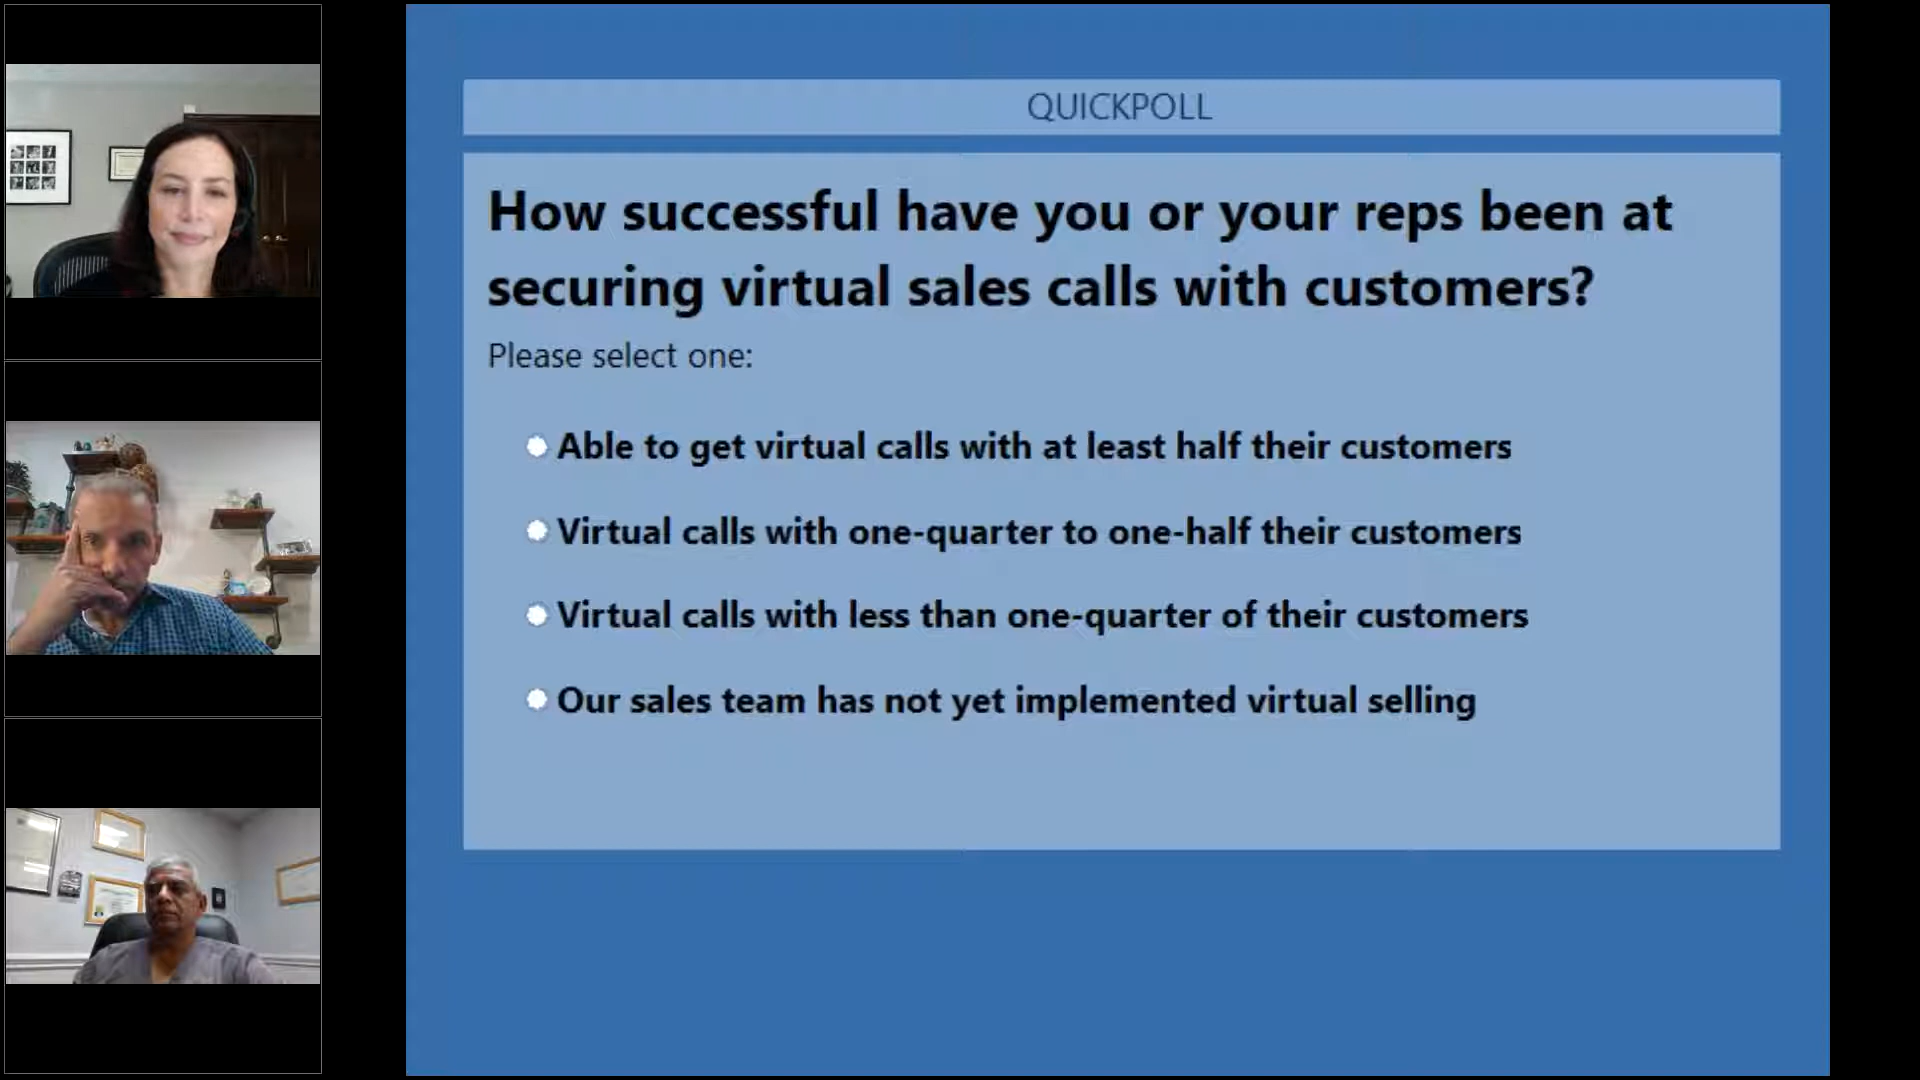 QUICKPOLL
How successful have you or your reps been at
securing virtual sales calls with customers?
Please select one:
Able to get virtual calls with at least half their customers
Virtual calls with one-quarter to one-half their customers
Virtual calls with less than one-quarter of their customers
Our sales team has not yet implemented virtual selling